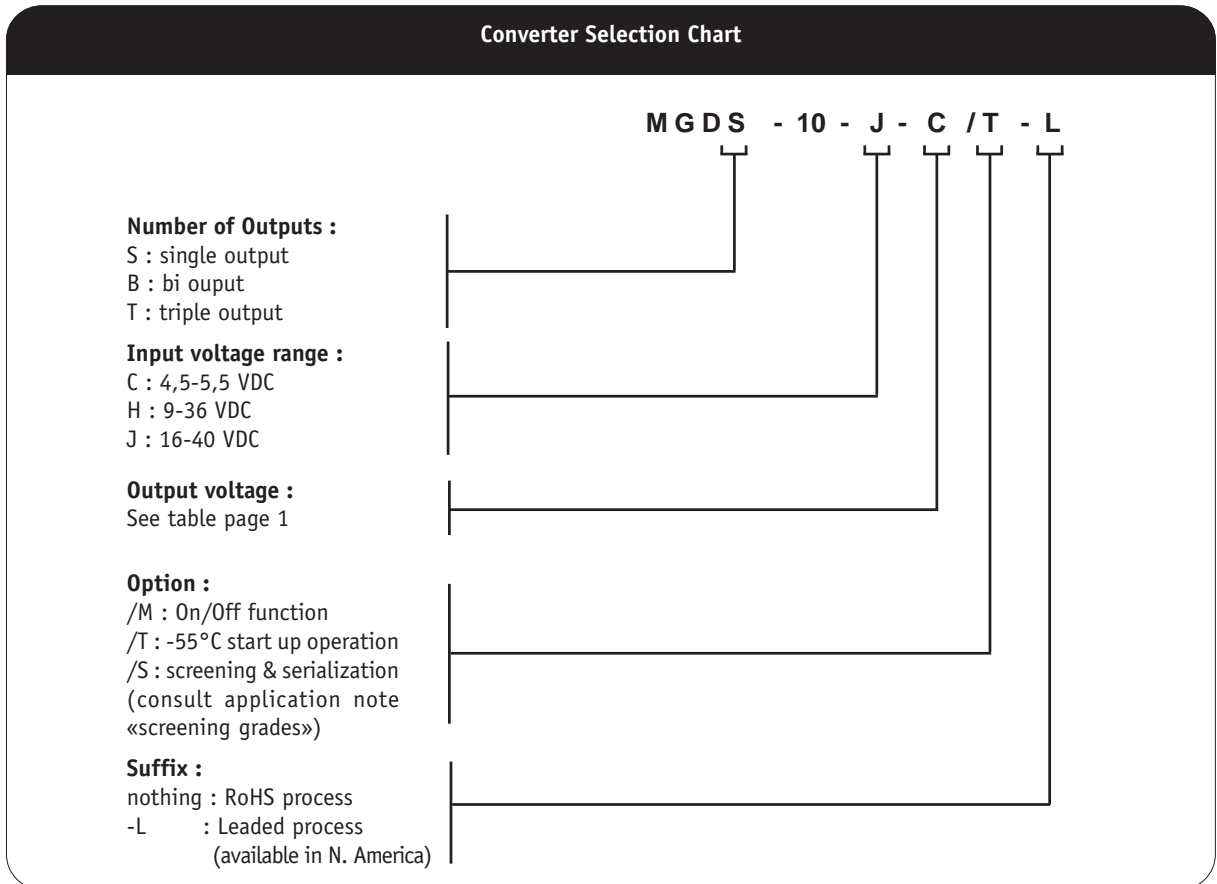 Converter Selection Chart
MGDS - 10 - J - C /T - L
Number of Outputs :
S : single output
B : bi ouput
T : triple output
Input voltage range :
C : 4,5-5,5 VDC
H : 9-36 VDC
J : 16-40 VDC
Output voltage :
See table page 1
Option :
/M : On/Off function
/T : -55°C start up operation
/S : screening & serialization
(consult application note
«screening grades»)
Suffix :
nothing : RoHS process
-L : Leaded process
(available in N. America)